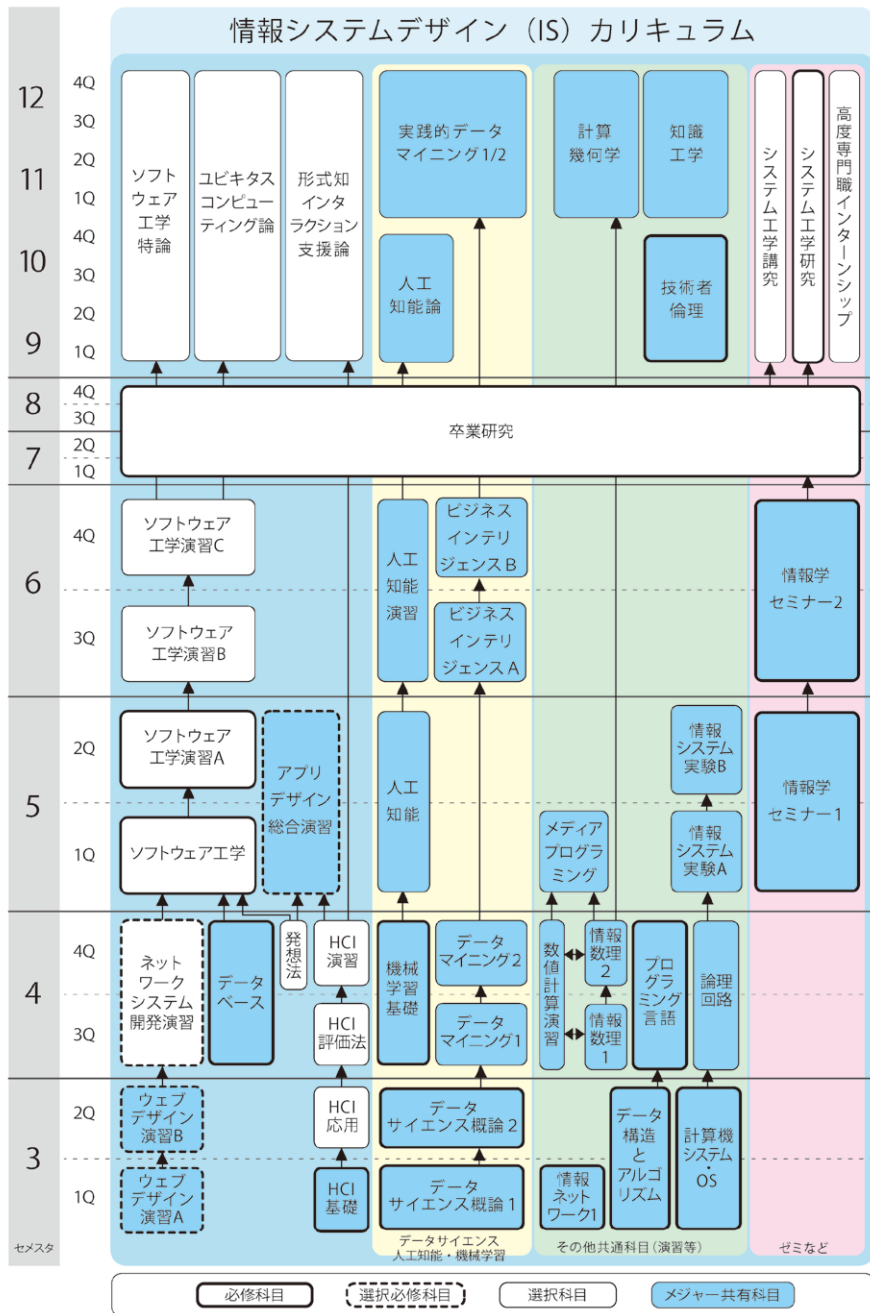 情報システムデザイン（IS）カリキュラム
12
4Q
3Q
11
2Q
1Q
10
4Q
3Q
9
2Q
1Q
ソフト
ウェア
工学
特論
ユビキタス
コンピュー
ティング論
形式知
インタ
ラクション
支援論
実践的データ
マイニング1/2
計算
幾何学
知識
工学
システム工学講究
システム工学研究
高度専門職インターンシップ
人工
知能論
技術者
倫理
8
4Q
3Q
7
2Q
1Q
卒業研究
6
4Q
3Q
ソフトウェア
工学演習C
人工
知能
演習
ビジネス
インテリ
ジェンスB
情報学
セミナー2
ソフトウェア
工学演習B
ビジネス
インテリ
ジェンスA
5
2Q
1Q
ソフトウェア
工学演習A
アプリ
デザイン
総合演習
人工
知能
情報
システム
実験B
情報学
セミナー1
ソフトウェア工学
メディア
プログラ
ミング
情報
システム
実験A
4
4Q
3Q
ネット
ワーク
システム
開発演習
データ
ベース
発想法
HCI
演習
機械
学習
基礎
データ
マイニング2
数値計算演習
情報
数理
2
プログラミング言語
論理
回路
HCI
評価法
データ
マイニング1
情報
数理
1
3
2Q
1Q
ウェブ
デザイン
演習B
HCI
応用
データ
サイエンス概論2
データ
構造
と
アルゴ
リズム
計算機
システム・
OS
ウェブ
デザイン
演習A
HCI
基礎
データ
サイエンス概論1
情報
ネット
ワーク1
セメスタ
データサイエンス
人工知能・機械学習
その他共通科目（演習等）
ゼミなど
必修科目
選択必修科目
選択科目
メジャー共有科目